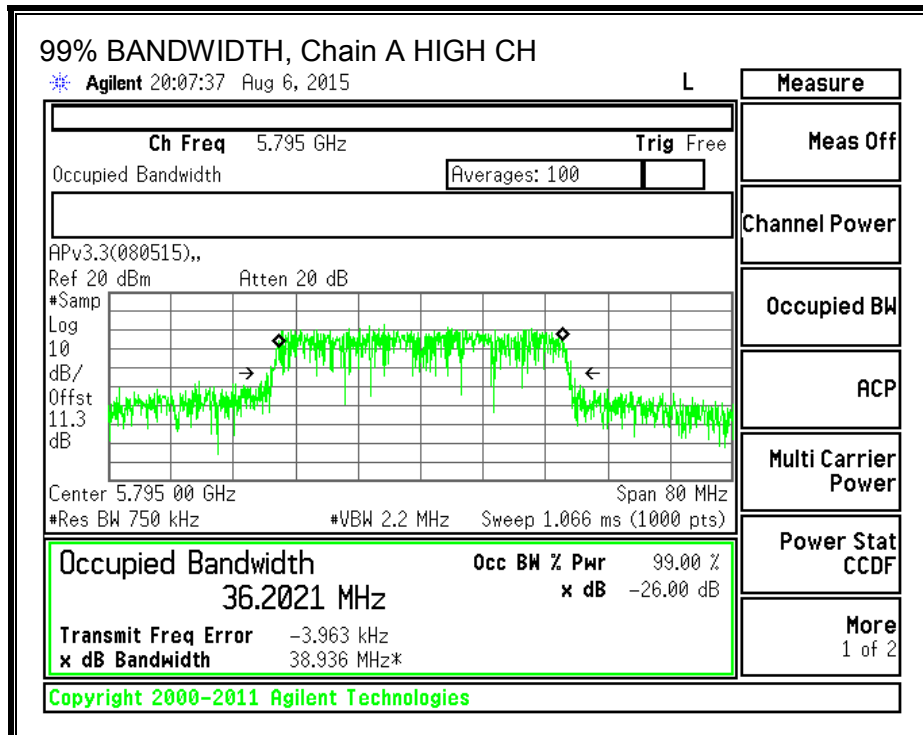 99% BANDWIDTH, Chain A HIGH CH
Agilent 20:07:37 Aug 6, 2015 L
Measure
Ch Freq 5.795 GHz Trig Free
Meas Off
Occupied Bandwidth Averages: 100
Channel Power
APv3.3(080515),,
Ref 20 dBm Atten 20 dB
#Samp
Log
10
dB/
Offst
11.3
dB
Occupied BW
ACP
Center 5.795 00 GHz Span 80 MHz
#Res BW 750 kHz #VBW 2.2 MHz Sweep 1.066 ms (1000 pts)
Multi Carrier
Power
Occupied Bandwidth Occ BW % Pwr 99.00 %
36.2021 MHz x dB -26.00 dB
Power Stat
CCDF
Transmit Freq Error -3.963 kHz
x dB Bandwidth 38.936 MHz*
More
1 of 2
Copyright 2000-2011 Agilent Technologies